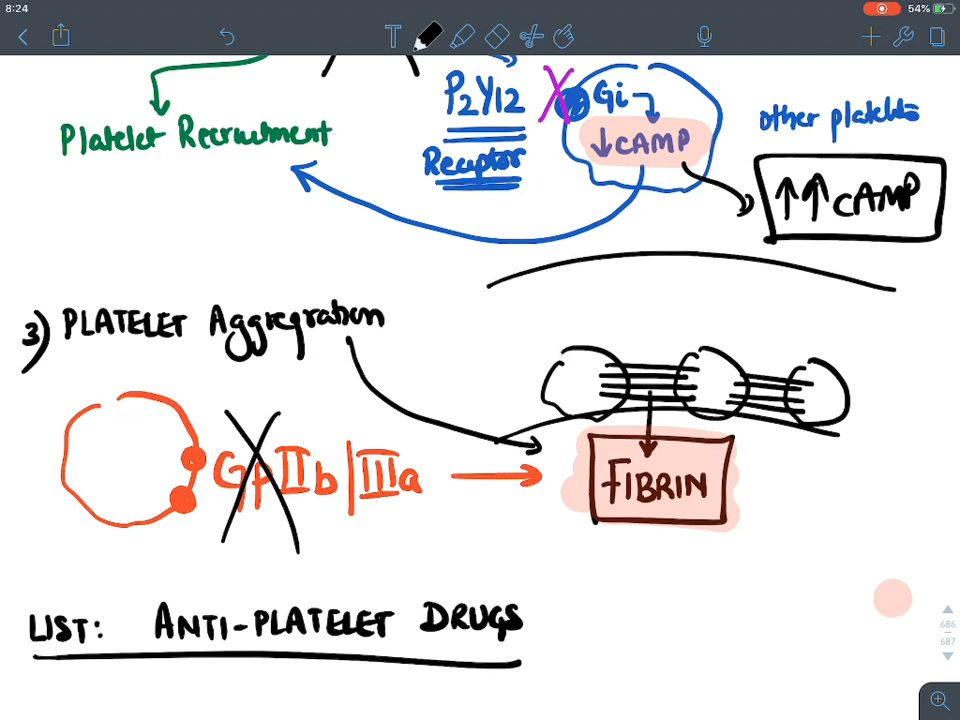 8:24
54%
T
P2Y12
Receptor
Gi
↓CAMP
other platelets
↑↑ CAMP
Platelet Recruitment
3) PLATELET Aggregration
GpIIb/IIIa
FIBRIN
LIST: ANTI-PLATELET DRUGS
686
687